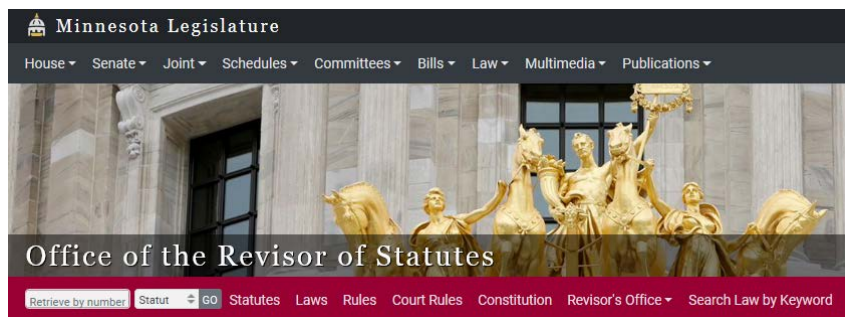 Minnesota Legislature
House Senate Joint Schedules Committees Bills Law Multimedia Publications
Office of the Revisor of Statutes
Retrieve by number Statut GO Statutes Laws Rules Court Rules Constitution Revisor's Office Search Law by Keyword